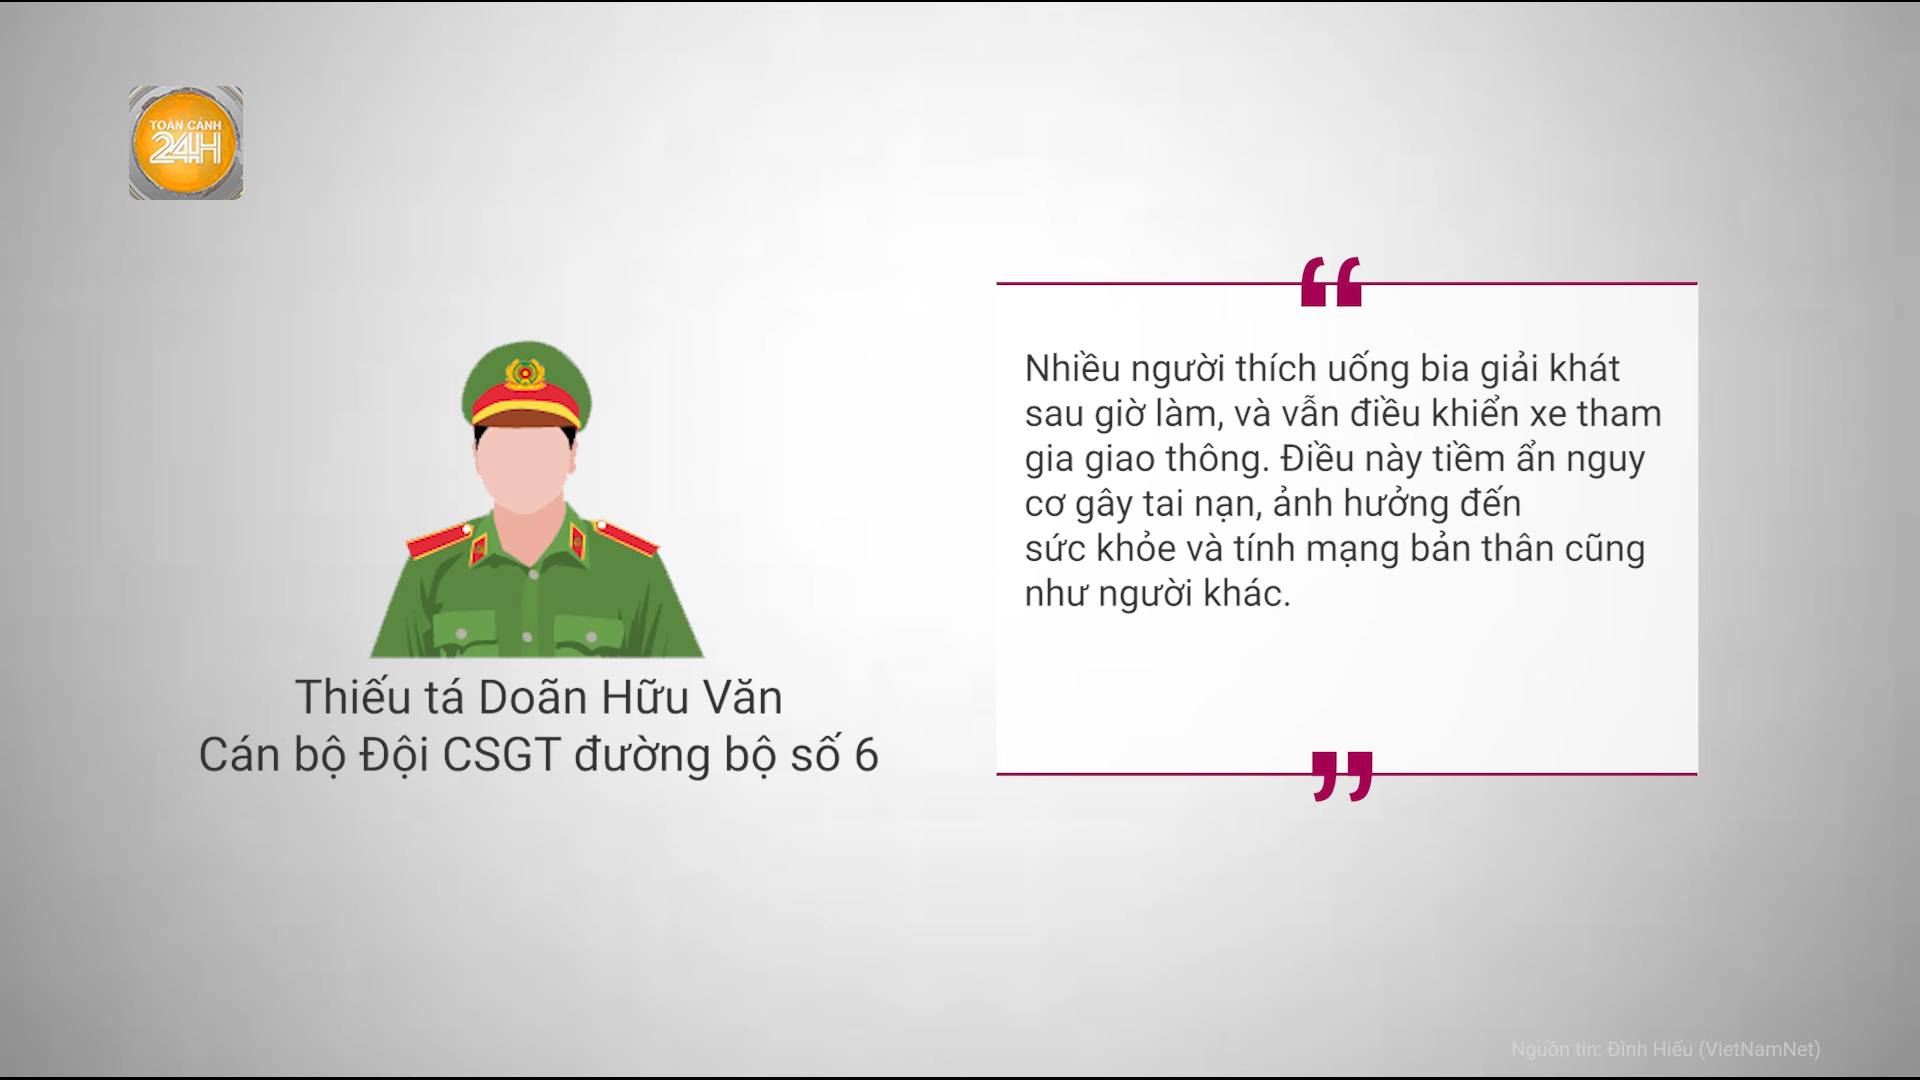 TOÀN CẢNH
24H
Nhiều người thích uống bia giải khát
sau giờ làm, và vẫn điều khiển xe tham
gia giao thông. Điều này tiềm ẩn nguy
cơ gây tai nạn, ảnh hưởng đến
sức khỏe và tính mạng bản thân cũng
như người khác.
Thiếu tá Doãn Hữu Văn
Cán bộ Đội CSGT đường bộ số 6
Nguồn tin: Đình Hiếu (VietNamNet)